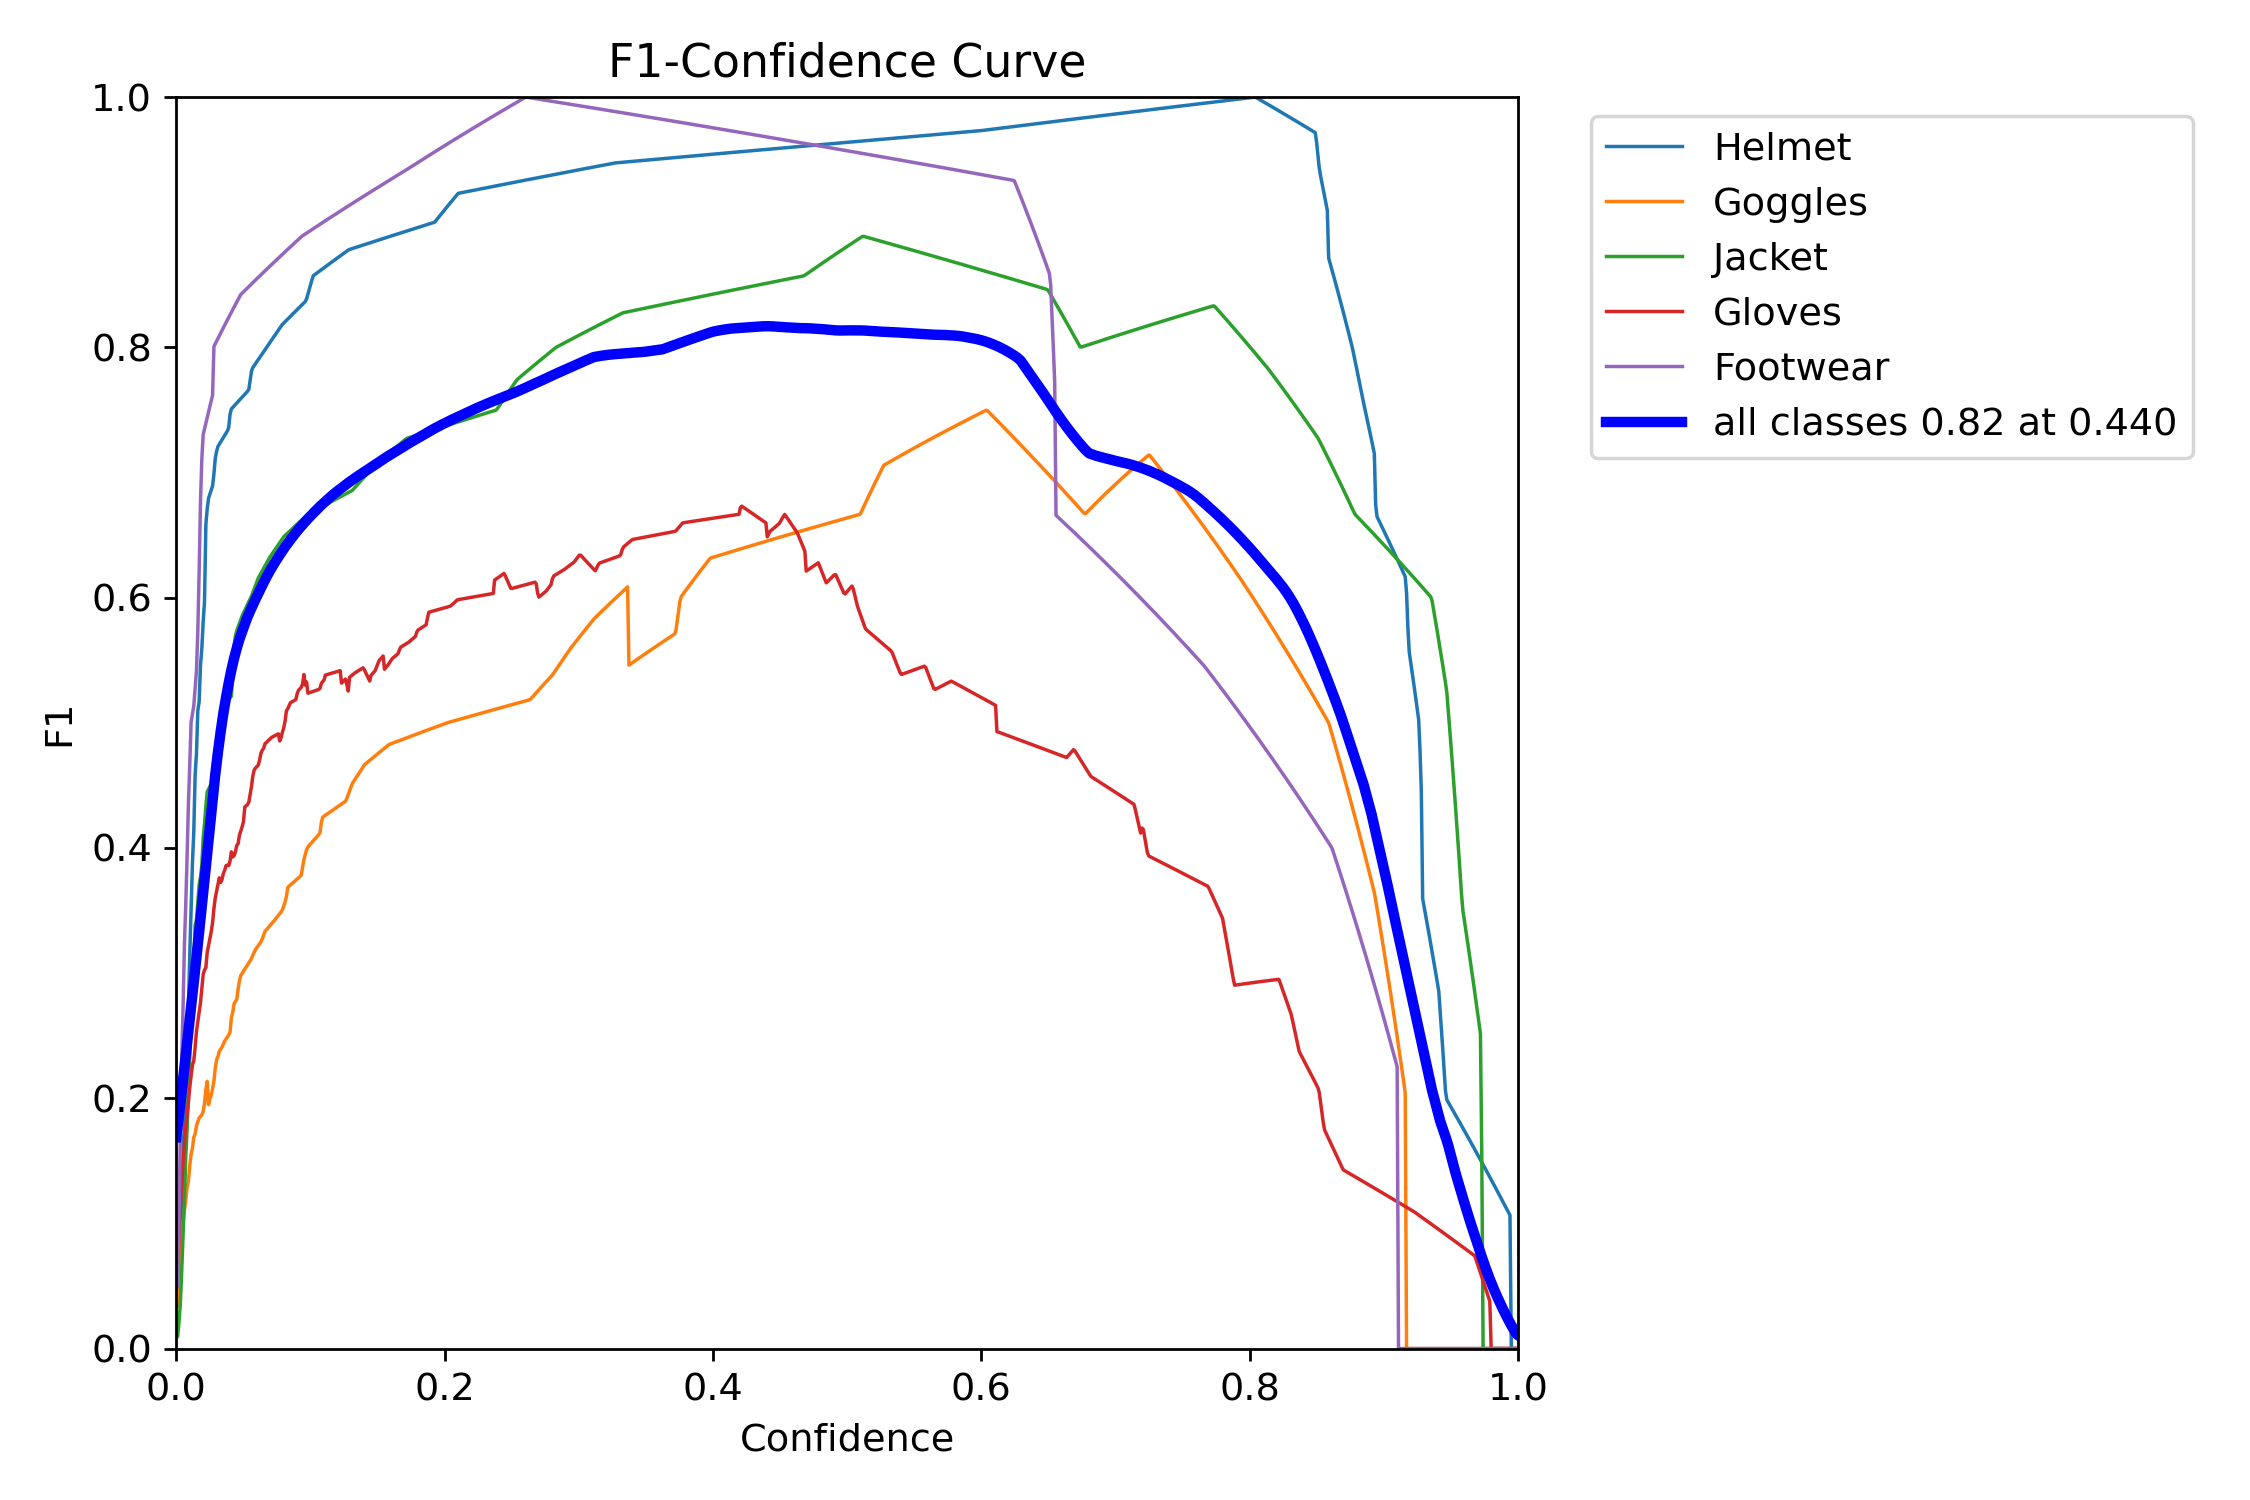 F1-Confidence Curve
1.0
0.8
0.6
0.4
0.2
0.0
F1
0.0 0.2 0.4 0.6 0.8 1.0
Confidence
Helmet
Goggles
Jacket
Gloves
Footwear
all classes 0.82 at 0.440